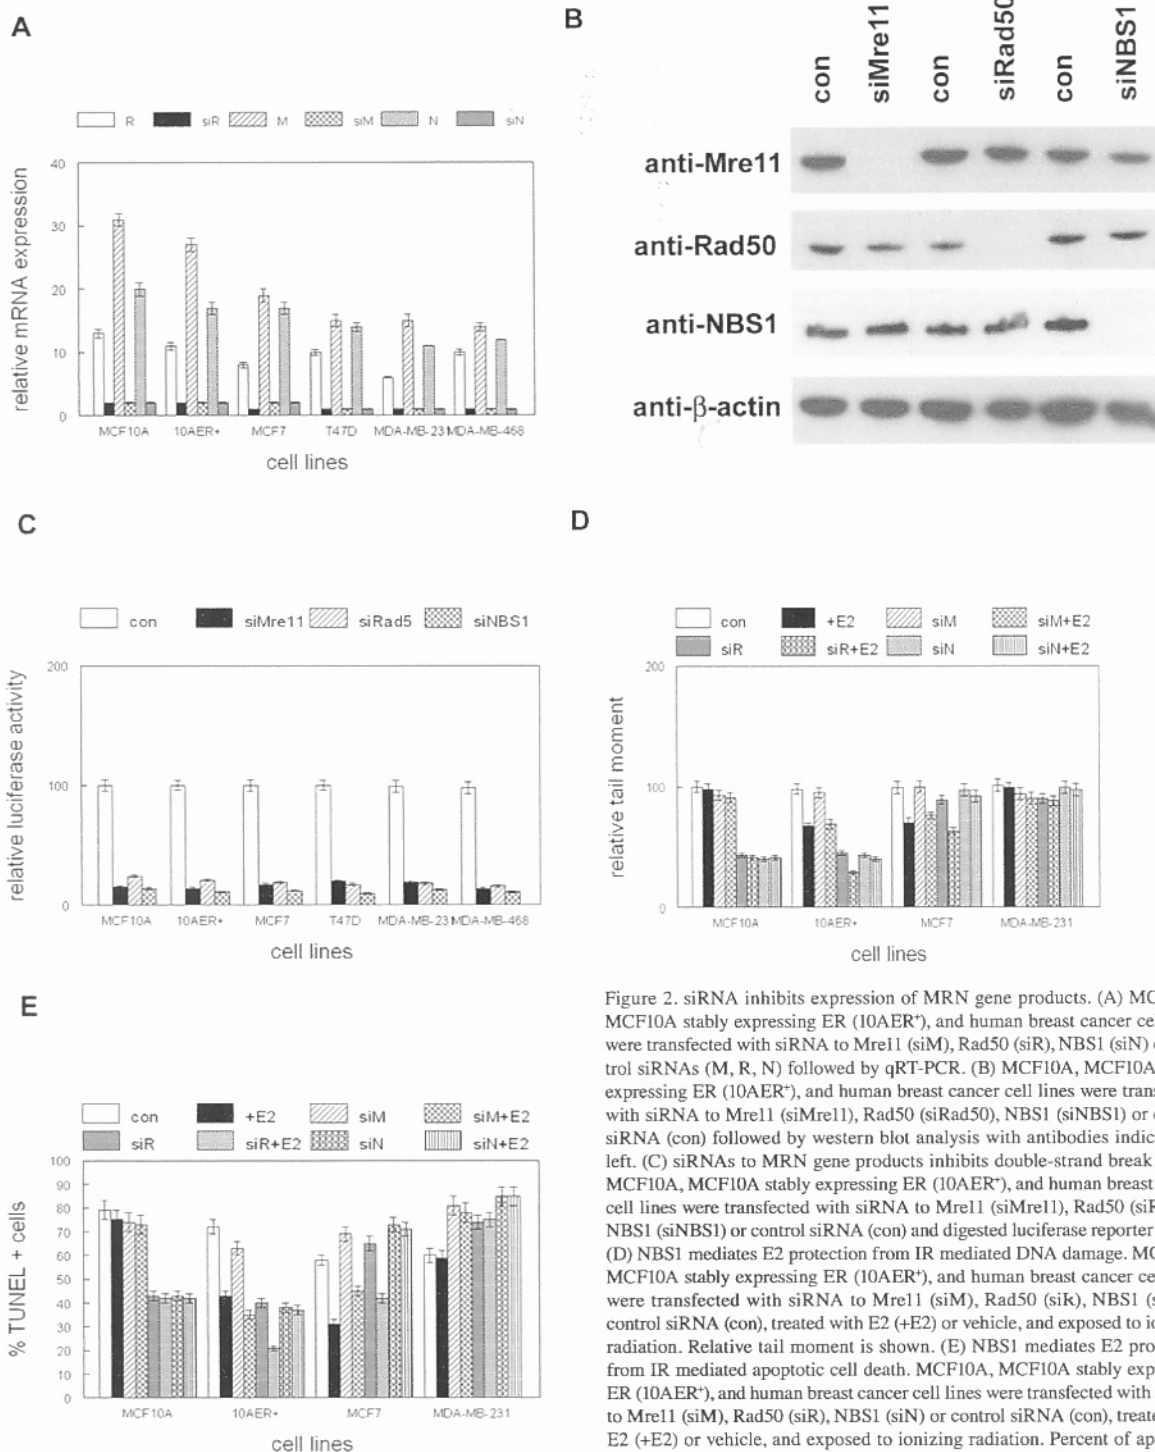 A
R siR M siM N siN
relative mRNA expression
40
30
20
10
0
MCF10A 10AER+ MCF7 T47D MDA-MB-231 MDA-MB-468
cell lines
B
con siMre11 con siRad50 con siNBS1
anti-Mre11
anti-Rad50
anti-NBS1
anti-β-actin
C
con siMre11 siRad5 siNBS1
relative luciferase activity
200
100
0
MCF10A 10AER+ MCF7 T47D MDA-MB-231 MDA-MB-468
cell lines
D
con +E2 siM siM+E2
siR siR+E2 siN siN+E2
relative tail moment
200
100
0
MCF10A 10AER+ MCF7 MDA-MB-231
cell lines
E
con +E2 siM siM+E2
siR siR+E2 siN siN+E2
% TUNEL + cells
100
90
80
70
60
50
40
30
20
10
0
MCF10A 10AER+ MCF7 MDA-MB-231
cell lines
Figure 2. siRNA inhibits expression of MRN gene products. (A) MC
MCF10A stably expressing ER (10AER⁺), and human breast cancer cel
were transfected with siRNA to Mre11 (siM), Rad50 (siR), NBS1 (siN)
trol siRNAs (M, R, N) followed by qRT-PCR. (B) MCF10A, MCF10A
expressing ER (10AER⁺), and human breast cancer cell lines were trans
with siRNA to Mre11 (siMre11), Rad50 (siRad50), NBS1 (siNBS1) or
siRNA (con) followed by western blot analysis with antibodies indic
left. (C) siRNAs to MRN gene products inhibits double-strand break
MCF10A, MCF10A stably expressing ER (10AER⁺), and human breast
cell lines were transfected with siRNA to Mre11 (siMre11), Rad50 (siR
NBS1 (siNBS1) or control siRNA (con) and digested luciferase reporter
(D) NBS1 mediates E2 protection from IR mediated DNA damage. MC
MCF10A stably expressing ER (10AER⁺), and human breast cancer ce
were transfected with siRNA to Mre11 (siM), Rad50 (siR), NBS1 (s
control siRNA (con), treated with E2 (+E2) or vehicle, and exposed to io
radiation. Relative tail moment is shown. (E) NBS1 mediates E2 pro
from IR mediated apoptotic cell death. MCF10A, MCF10A stably exp
ER (10AER⁺), and human breast cancer cell lines were transfected with
to Mre11 (siM), Rad50 (siR), NBS1 (siN) or control siRNA (con), treate
E2 (+E2) or vehicle, and exposed to ionizing radiation. Percent of ap